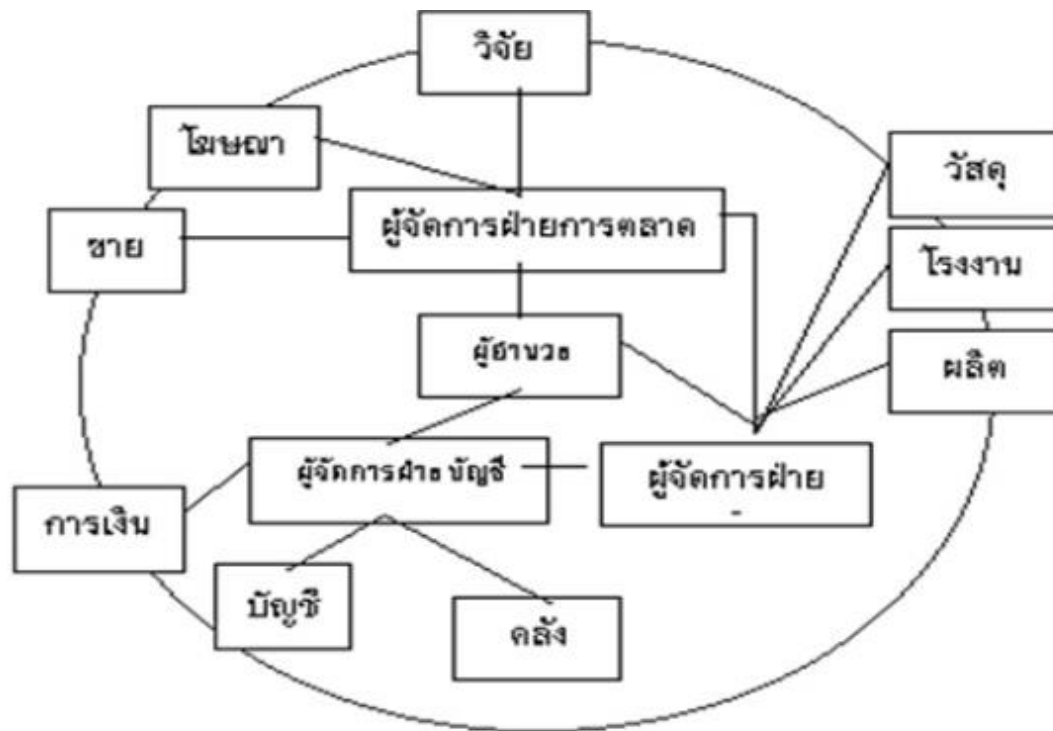 วิจัย
โฆษณา
วัสดุ
ผู้จัดการฝ่ายการตลาด
ขาย
โรงงาน
ผู้อำนวย
ผลิต
ผู้จัดการฝ่าย บัญชี
ผู้จัดการฝ่าย
การเงิน
บัญชี
คลัง